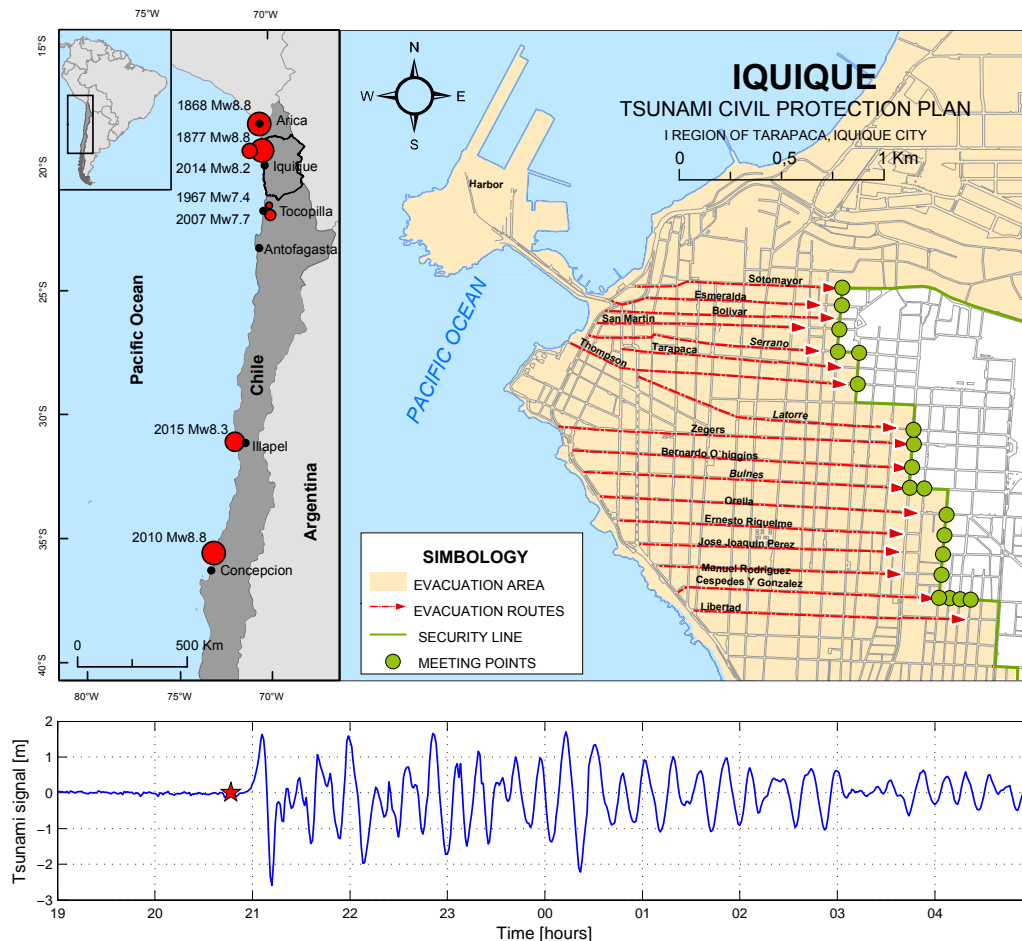 75°W
70°W
15°S
20°S
25°S
30°S
35°S
40°S
80°W
75°W
70°W
1868 Mw8.8
Arica
1877 Mw8.8
2014 Mw8.2
Iquique
1967 Mw7.4
2007 Mw7.7
Tocopilla
Antofagasta
Pacific Ocean
Chile
Argentina
2015 Mw8.3
Illapel
2010 Mw8.8
Concepcion
0 500 Km
N
W E
S
IQUIQUE
TSUNAMI CIVIL PROTECTION PLAN
I REGION OF TARAPACA, IQUIQUE CITY
0 0,5 1 Km
Harbor
PACIFIC OCEAN
Sotomayor
Esmeralda
Bolivar
San Martin
Serrano
Thompson
Tarapaca
Latorre
Zegers
Bernardo O`higgins
Bulnes
Orella
Ernesto Riquelme
Jose Joaquin Perez
Manuel Rodriguez
Cespedes Y Gonzalez
Libertad
SIMBOLOGY
EVACUATION AREA
EVACUATION ROUTES
SECURITY LINE
MEETING POINTS
Tsunami signal [m]
2
1
0
-1
-2
-3
19 20 21 22 23 00 01 02 03 04
Time [hours]